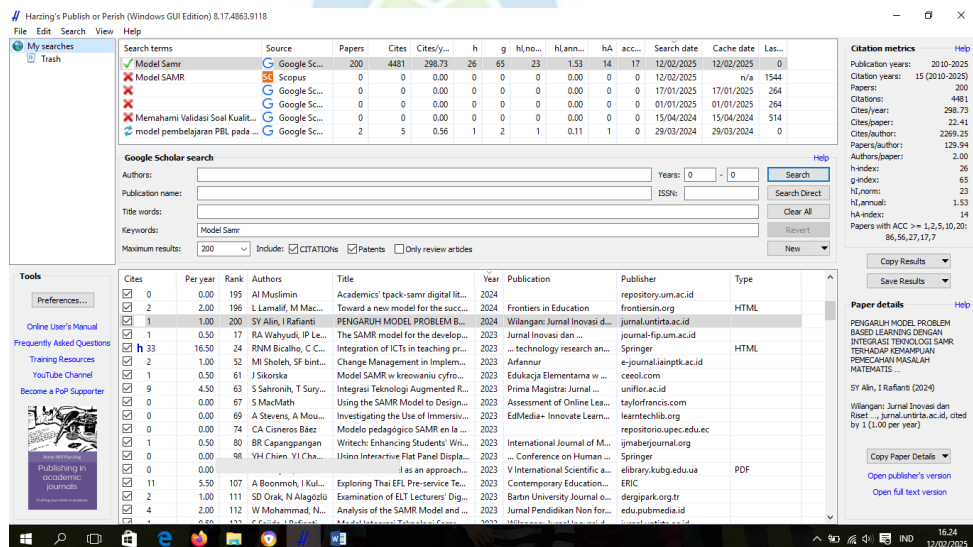 Harzing's Publish or Perish (Windows GUI Edition) 8.17.4863.9118
File Edit Search View Help
My searches
Trash
Search terms Source Papers Cites Cites/y... h g hI,no... hI,ann... hA acc... Search date Cache date Las...
Model Samr Google Sc... 200 4481 298.73 26 65 23 1.53 14 17 12/02/2025 12/02/2025 0
Model SAMR SC Scopus 0 0 0.00 0 0 0 0.00 0 0 12/02/2025 n/a 1544
Google Sc... 0 0 0.00 0 0 0 0.00 0 0 17/01/2025 17/01/2025 264
Google Sc... 0 0 0.00 0 0 0 0.00 0 0 01/01/2025 01/01/2025 264
Memahami Validasi Soal Kualit... Google Sc... 0 0 0.00 0 0 0 0.00 0 0 15/04/2024 15/04/2024 514
model pembelajaran PBL pada ... Google Sc... 2 5 0.56 1 2 1 0.11 1 0 29/03/2024 29/03/2024 0
Google Scholar search Help
Authors: Years: 0 - 0 Search
Publication name: ISSN: Search Direct
Title words: Clear All
Keywords: Model Samr Revert
Maximum results: 200 Include: CITATIONs Patents Only review articles New
Citation metrics Help
Publication years: 2010-2025
Citation years: 15 (2010-2025)
Papers: 200
Citations: 4481
Cites/year: 298.73
Cites/paper: 22.41
Cites/author: 2269.25
Papers/author: 129.94
Authors/paper: 2.00
h-index: 26
g-index: 65
hI,norm: 23
hI,annual: 1.53
hA-index: 14
Papers with ACC >= 1,2,5,10,20:
86,56,27,17,7
Copy Results
Save Results
Tools
Preferences...
Online User's Manual
Frequently Asked Questions
Training Resources
YouTube Channel
Become a PoP Supporter
Anne-Wil Harzing
Publishing in
academic
journals
Cites Per year Rank Authors Title Year Publication Publisher Type
0 0.00 195 Al Muslimin Academics' tpack-samr digital lit... 2024 repository.um.ac.id
2 2.00 196 L Lamalif, M Mac... Toward a new model for the succ... 2024 Frontiers in Education frontiersin.org HTML
1 1.00 200 SY Alin, I Rafianti PENGARUH MODEL PROBLEM B... 2024 Wilangan: Jurnal Inovasi d... jurnal.untirta.ac.id
1 0.50 17 RA Wahyudi, IP Le... The SAMR model for the develop... 2023 Jurnal Inovasi dan ... journal-fip.um.ac.id
h 33 16.50 24 RNM Bicalho, C C... Integration of ICTs in teaching pr... 2023 ... technology research an... Springer HTML
2 1.00 52 MI Sholeh, SF bint... Change Management in Implem... 2023 Arfannur e-journal.iainptk.ac.id
1 0.50 61 J Sikorska Model SAMR w kreowaniu cyfro... 2023 Edukacja Elementarna w ... ceeol.com
9 4.50 63 S Sahronih, T Sury... Integrasi Teknologi Augmented R... 2023 Prima Magistra: Jurnal ... uniflor.ac.id
0 0.00 67 S MacMath Using the SAMR Model to Design... 2023 Assessment of Online Lea... taylorfrancis.com
0 0.00 69 A Stevens, A Mou... Investigating the Use of Immersiv... 2023 EdMedia+ Innovate Learn... learntechlib.org
0 0.00 74 CA Cisneros Báez Modelo pedagógico SAMR en la ... 2023 repositorio.upec.edu.ec
1 0.50 80 BR Capangpangan Writech: Enhancing Students' Wri... 2023 International Journal of M... ijmaberjournal.org
0 0.00 98 YH Chien, YJ Cha... Using Interactive Flat Panel Displa... 2023 ... Conference on Human ... Springer
0 0.00 el as an approach... 2023 V International Scientific a... elibrary.kubg.edu.ua PDF
11 5.50 107 A Boonmoh, I Kul... Exploring Thai EFL Pre-service Te... 2023 Contemporary Education... ERIC
2 1.00 111 SD Orak, N Alagözlü Examination of ELT Lecturers' Dig... 2023 Bartın University Journal o... dergipark.org.tr
4 2.00 112 W Mohammad, N... Analysis of the SAMR Model and ... 2023 Jurnal Pendidikan Non for... edu.pubmedia.id
Paper details Help
PENGARUH MODEL PROBLEM
BASED LEARNING DENGAN
INTEGRASI TEKNOLOGI SAMR
TERHADAP KEMAMPUAN
PEMECAHAN MASALAH
MATEMATIS ...
SY Alin, I Rafianti (2024)
Wilangan: Jurnal Inovasi dan
Riset ..., jurnal.untirta.ac.id, cited
by 1 (1.00 per year)
Copy Paper Details
Open publisher's version
Open full text version
IND
16.24
12/02/2025